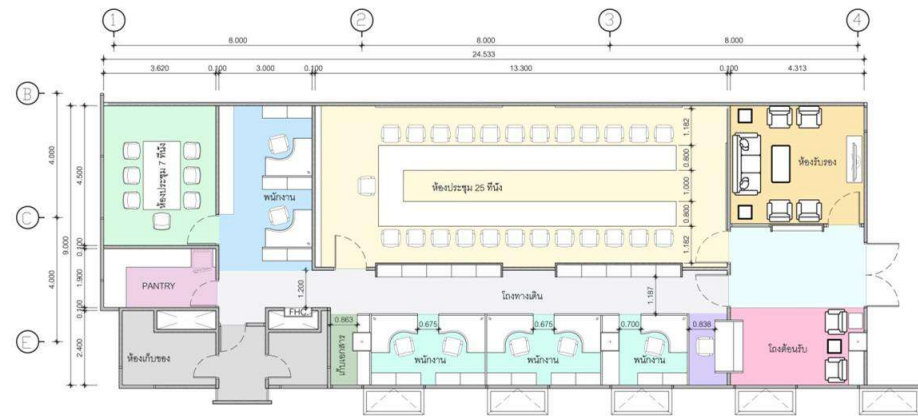 1
2
3
4
8.000
8.000
8.000
24.533
3.620
0.100
3.000
0.100
13.300
0.100
4.313
B
C
E
4.000
4.000
9.000
4.500
0.100
1.900
0.100
2.400
ห้องประชุม 7 ที่นั่ง
พนักงาน
ห้องประชุม 25 ที่นั่ง
1.182
0.800
1.000
0.800
1.182
ห้องรับรอง
PANTRY
1.200
โถงทางเดิน
1.187
FHC
ห้องเก็บของ
0.863
เก็บเอกสาร
0.675
พนักงาน
0.675
พนักงาน
0.700
พนักงาน
0.838
โถงต้อนรับ